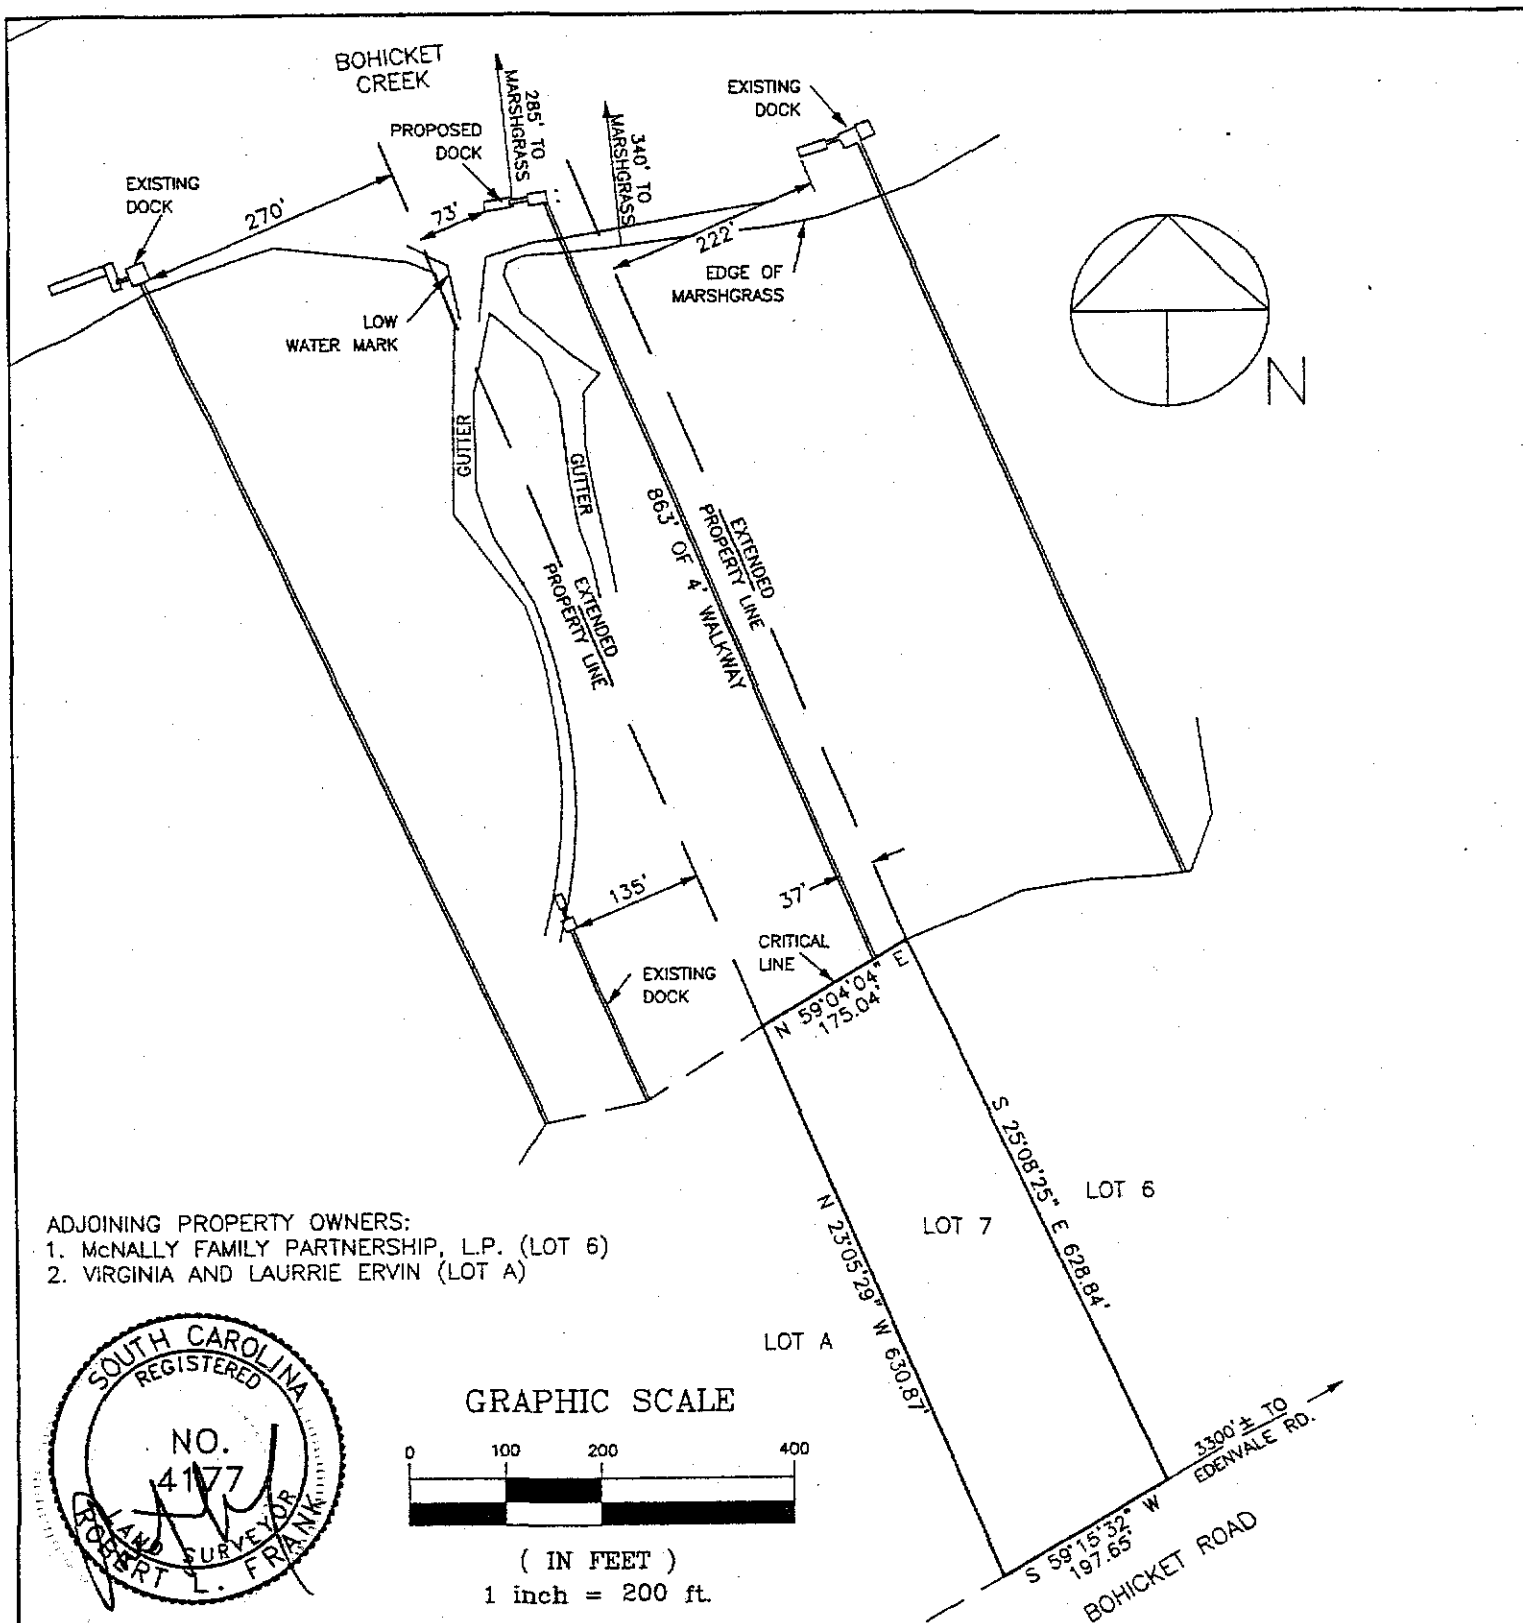 BOHICKET
CREEK
285' TO
MARSHGRASS
340' TO
MARSHGRASS
PROPOSED
DOCK
EXISTING
DOCK
EXISTING
DOCK
270'
73'
222'
EDGE OF
MARSHGRASS
LOW
WATER MARK
N
GUTTER
GUTTER
863' OF 4' WALKWAY
EXTENDED
PROPERTY LINE
EXTENDED
PROPERTY LINE
135'
37'
CRITICAL
LINE
EXISTING
DOCK
N 59°04'04" E
175.04'
S 25°08'25" E 628.84'
N 23°05'29" W 630.87'
LOT 6
LOT 7
LOT A
ADJOINING PROPERTY OWNERS:
1. McNALLY FAMILY PARTNERSHIP, L.P. (LOT 6)
2. VIRGINIA AND LAURRIE ERVIN (LOT A)
SOUTH CAROLINA
REGISTERED
NO.
4177
LAND SURVEYOR
ROBERT L. FRANK
GRAPHIC SCALE
0 100 200 400
( IN FEET )
1 inch = 200 ft.
3300'± TO
EDENVALE RD.
S 59°15'32" W
197.65'
BOHICKET ROAD